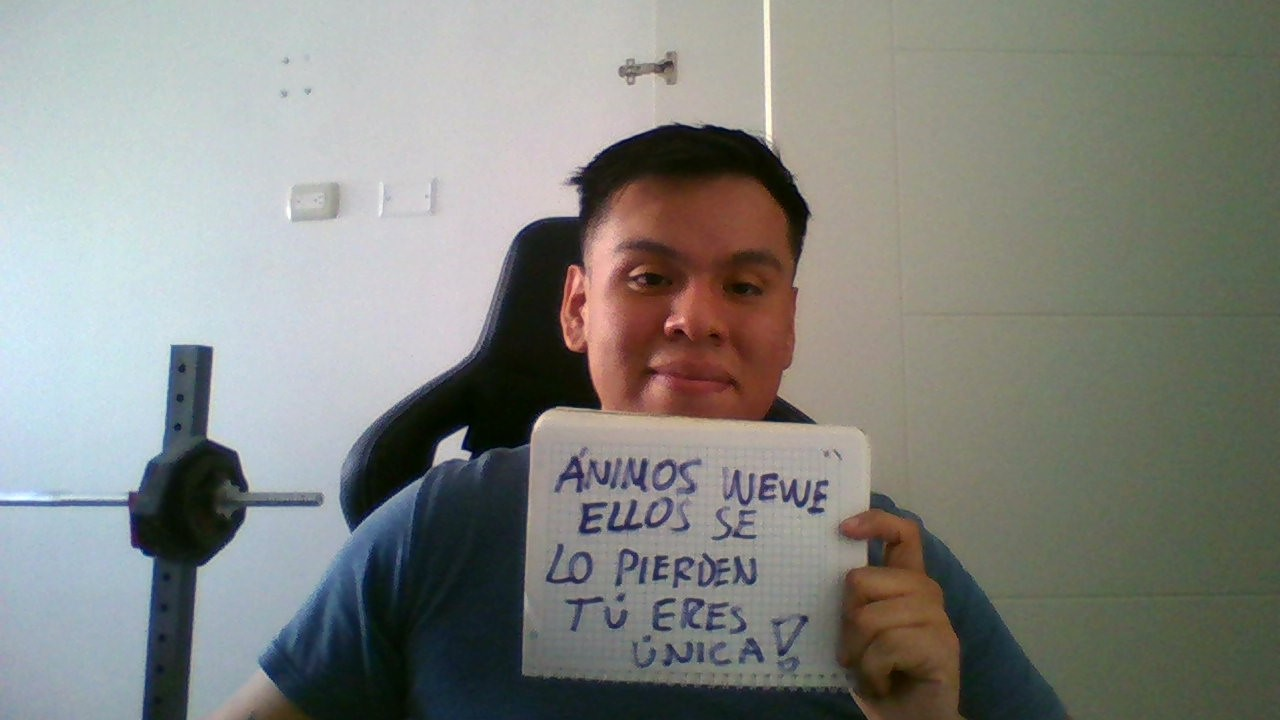 ÁNIMOS WEWE
ELLOS SE
LO PIERDEN
TÚ ERES
ÚNICA!